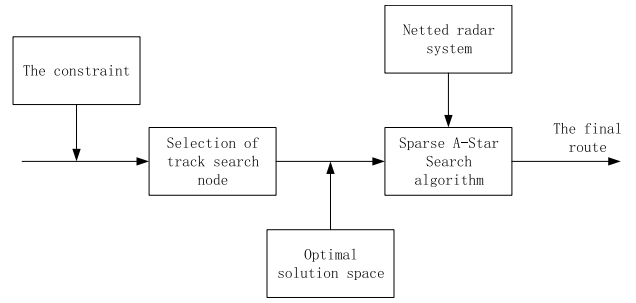 Netted radar
system
The constraint
Selection of
track search
node
Sparse A-Star
Search
algorithm
The final
route
Optimal
solution space